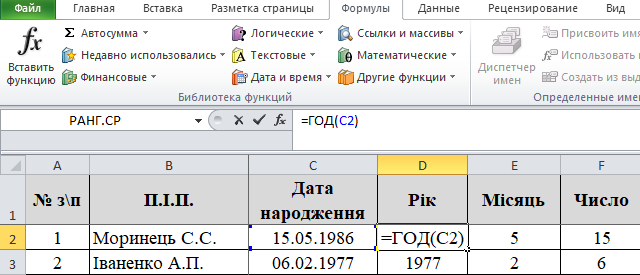 Файл Главная Вставка Разметка страницы Формулы Данные Рецензирование Ви
Автосумма Логические Ссылки и массивы Присвоить имя
Недавно использовались Текстовые Математические Использовать
Финансовые Дата и время Другие функции Создать из выд
Вставить функцию
Диспетчер имен
Библиотека функций Определенные имен
РАНГ.СР fx =ГОД(C2)
A B C D E F
1 № з\п П.І.П. Дата народження Рік Місяць Число
2 1 Моринець С.С. 15.05.1986 =ГОД(C2) 5 15
3 2 Іваненко А.П. 06.02.1977 1977 2 6